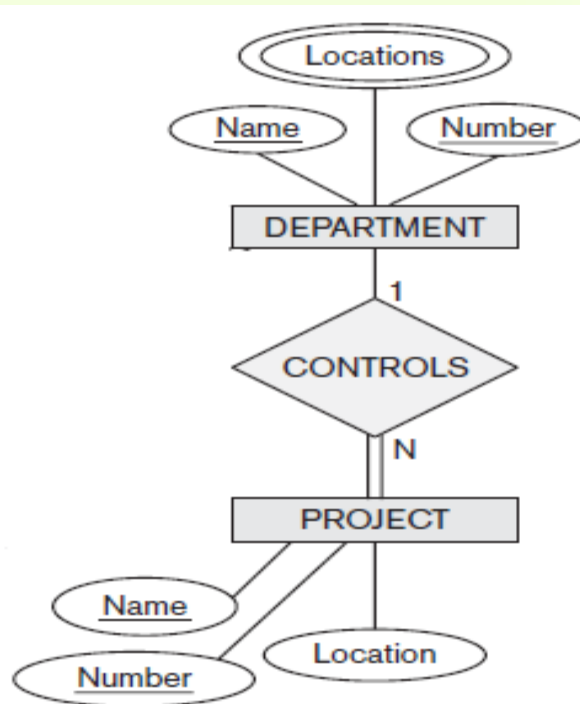 Locations
Name
Number
DEPARTMENT
1
CONTROLS
N
PROJECT
Name
Location
Number